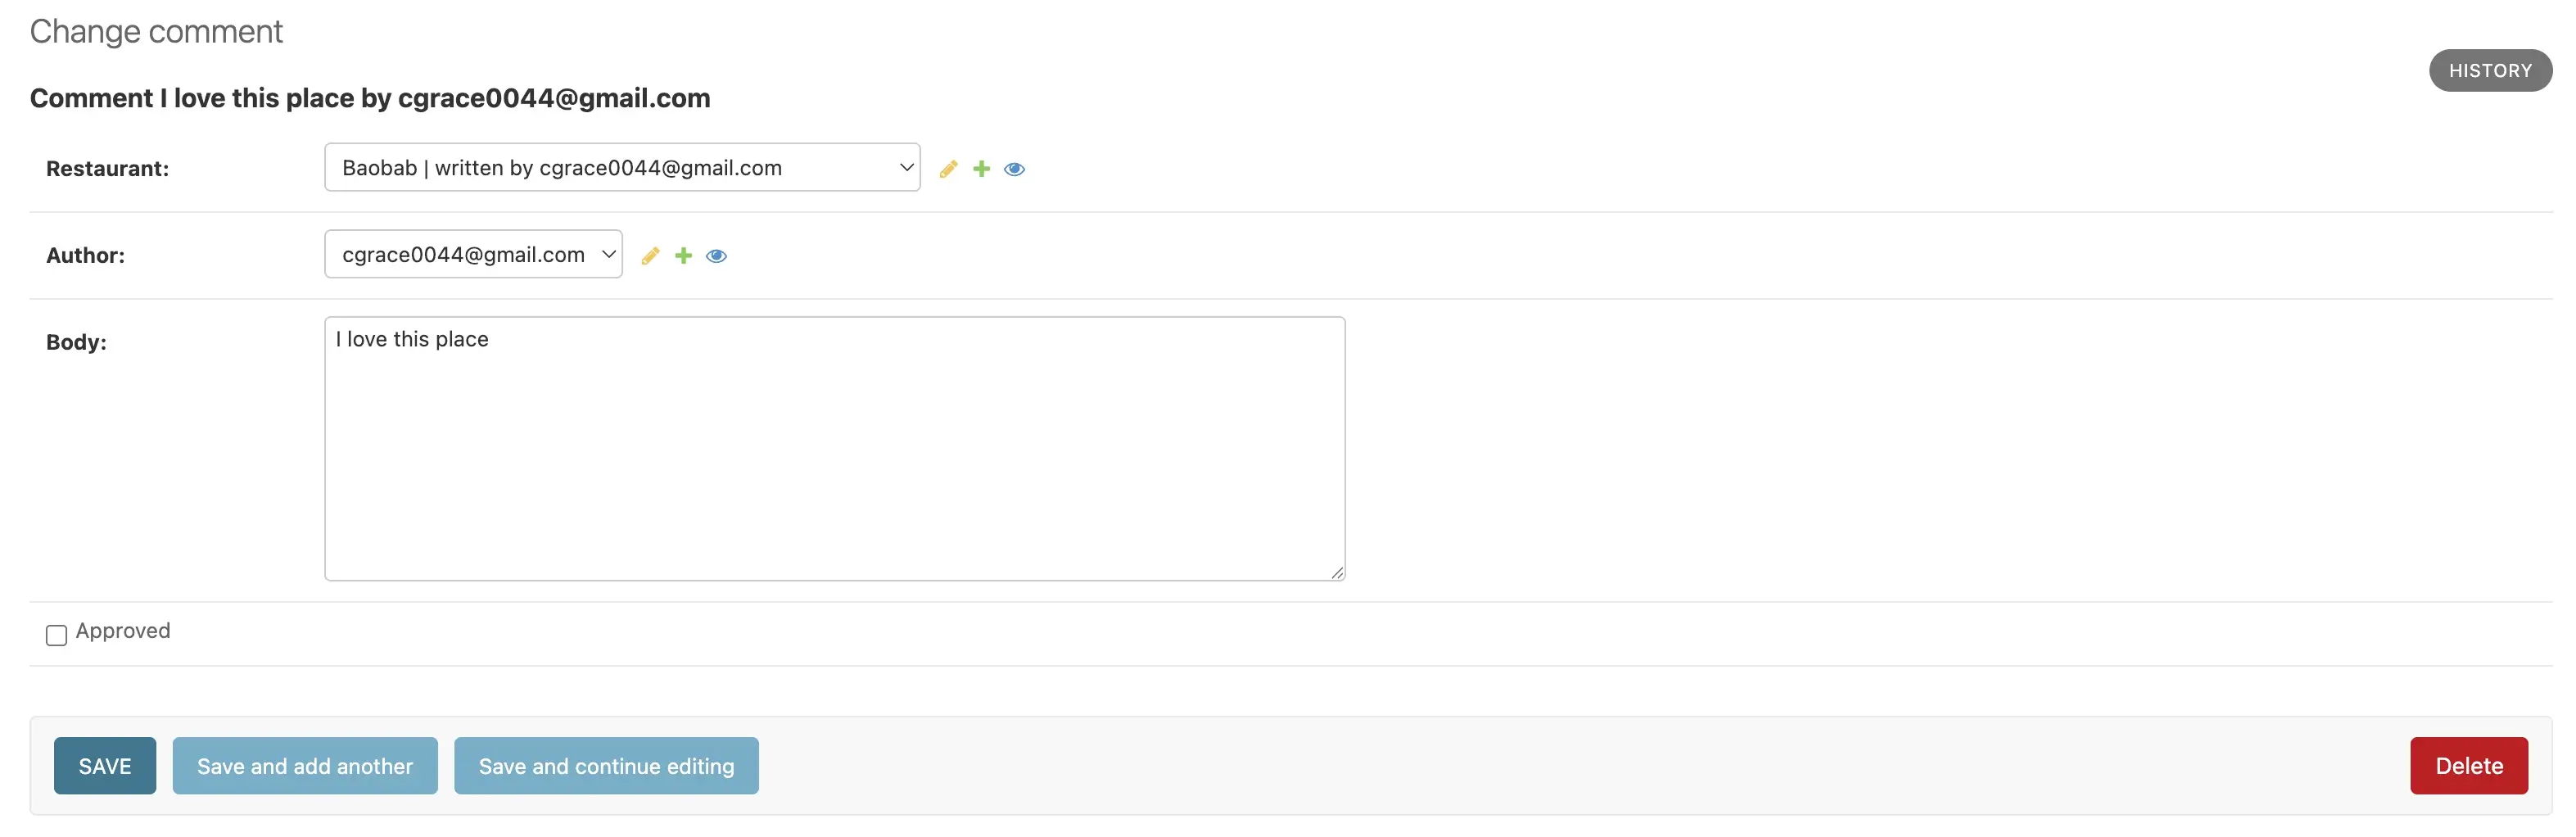 Change comment
HISTORY
Comment I love this place by cgrace0044@gmail.com
Restaurant: Baobab | written by cgrace0044@gmail.com
Author: cgrace0044@gmail.com
Body: I love this place
Approved
SAVE Save and add another Save and continue editing Delete